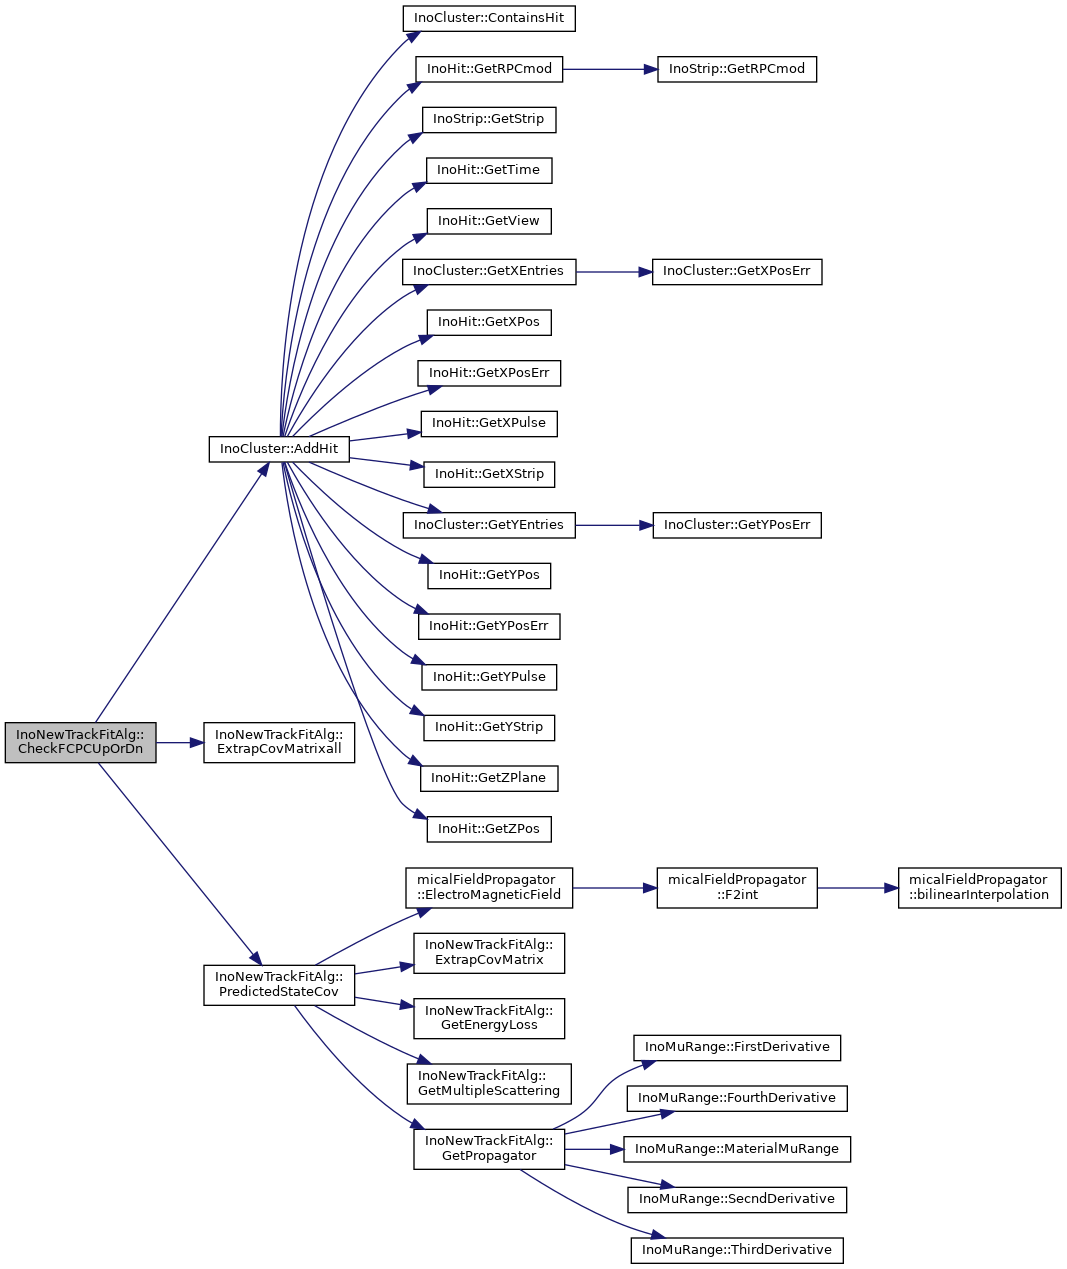 InoCluster::ContainsHit
InoHit::GetRPCmod
InoStrip::GetRPCmod
InoStrip::GetStrip
InoHit::GetTime
InoHit::GetView
InoCluster::GetXEntries
InoCluster::GetXPosErr
InoHit::GetXPos
InoHit::GetXPosErr
InoHit::GetXPulse
InoCluster::AddHit
InoHit::GetXStrip
InoCluster::GetYEntries
InoCluster::GetYPosErr
InoHit::GetYPos
InoHit::GetYPosErr
InoHit::GetYPulse
InoHit::GetYStrip
InoNewTrackFitAlg::
CheckFCPCUpOrDn
InoNewTrackFitAlg::
ExtrapCovMatrixall
InoHit::GetZPlane
InoHit::GetZPos
micalFieldPropagator
::ElectroMagneticField
micalFieldPropagator
::F2int
micalFieldPropagator
::bilinearInterpolation
InoNewTrackFitAlg::
ExtrapCovMatrix
InoNewTrackFitAlg::
PredictedStateCov
InoNewTrackFitAlg::
GetEnergyLoss
InoNewTrackFitAlg::
GetMultipleScattering
InoMuRange::FirstDerivative
InoMuRange::FourthDerivative
InoNewTrackFitAlg::
GetPropagator
InoMuRange::MaterialMuRange
InoMuRange::SecndDerivative
InoMuRange::ThirdDerivative